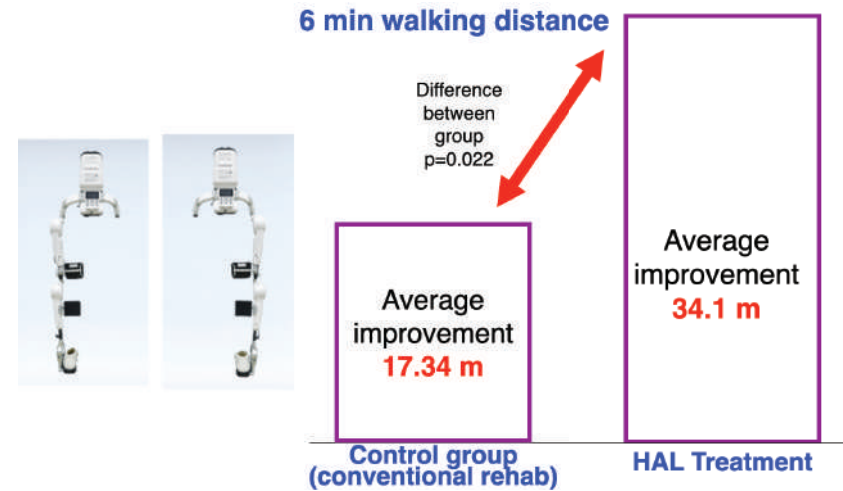 6 min walking distance
Difference
between
group
p=0.022
Average
improvement
17.34 m
Average
improvement
34.1 m
Control group
(conventional rehab)
HAL Treatment